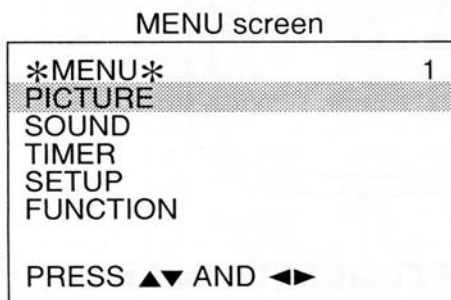 MENU screen
✻MENU✻ 1
PICTURE
SOUND
TIMER
SETUP
FUNCTION
PRESS ▲▼ AND ◀▶